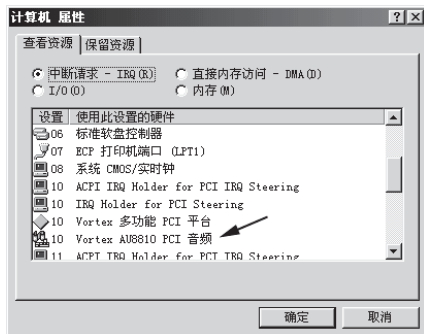 计算机 属性
查看资源 保留资源
中断请求 - IRQ(R) 直接内存访问 - DMA(D)
I/O(O) 内存(M)
设置 使用此设置的硬件
06 标准软盘控制器
07 ECP 打印机端口 (LPT1)
08 系统 CMOS/实时钟
10 ACPI IRQ Holder for PCI IRQ Steering
10 IRQ Holder for PCI Steering
10 Vortex 多功能 PCI 平台
10 Vortex AU8810 PCI 音频
11 ACPI IRQ Holder for PCI IRQ Steering
确定 取消